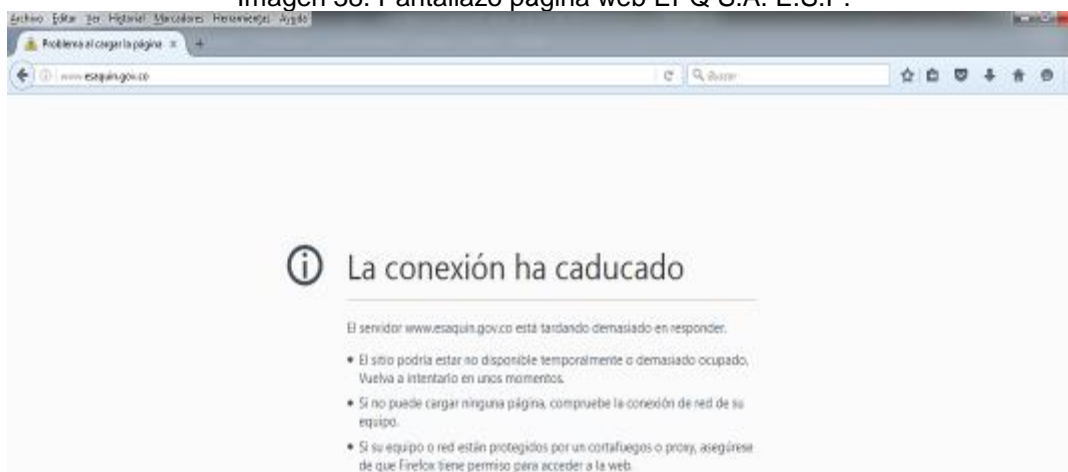 Imagen 38. Pantallazo página web EPQ S.A. E.S.P.
Archivo Editar Ver Historial Marcadores Herramientas Ayuda
Problema al cargar la página × +
www.esaquin.gov.co Buscar
La conexión ha caducado
El servidor www.esaquin.gov.co está tardando demasiado en responder.
• El sitio podría estar no disponible temporalmente o demasiado ocupado.
Vuelva a intentarlo en unos momentos.
• Si no puede cargar ninguna página, compruebe la conexión de red de su
equipo.
• Si su equipo o red están protegidos por un cortafuegos o proxy, asegúrese
de que Firefox tiene permiso para acceder a la web.